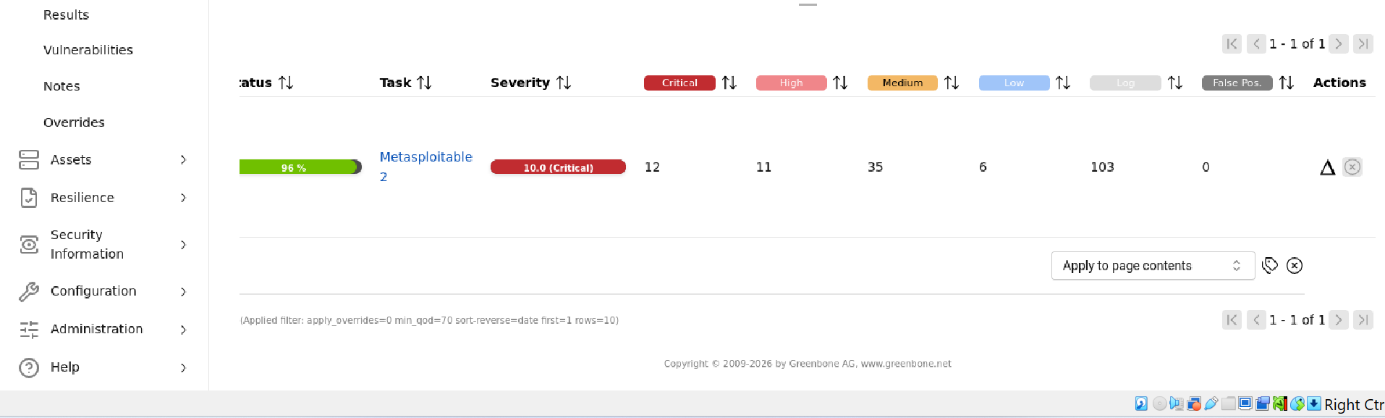 Results
Vulnerabilities
Notes
Overrides
Assets
Resilience
Security
Information
Configuration
Administration
Help
1 - 1 of 1
tatus Task Severity Critical High Medium Low Log False Pos. Actions
96 % Metasploitable 10.0 (Critical) 12 11 35 6 103 0
2
Apply to page contents
(Applied filter: apply_overrides=0 min_qod=70 sort-reverse=date first=1 rows=10)
1 - 1 of 1
Copyright © 2009-2026 by Greenbone AG, www.greenbone.net
Right Ctr